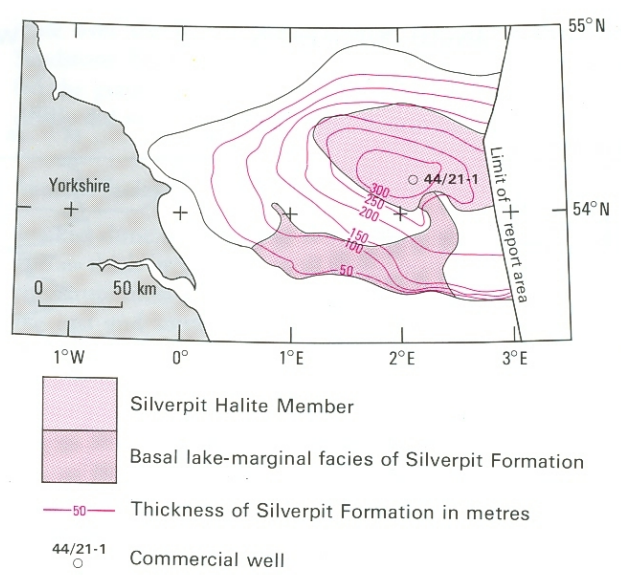 55°N
Yorkshire
44/21-1
300
250
200
150
100
50
54°N
Limit of report area
0 50 km
1°W 0° 1°E 2°E 3°E
Silverpit Halite Member
Basal lake-marginal facies of Silverpit Formation
50 Thickness of Silverpit Formation in metres
44/21-1
Commercial well